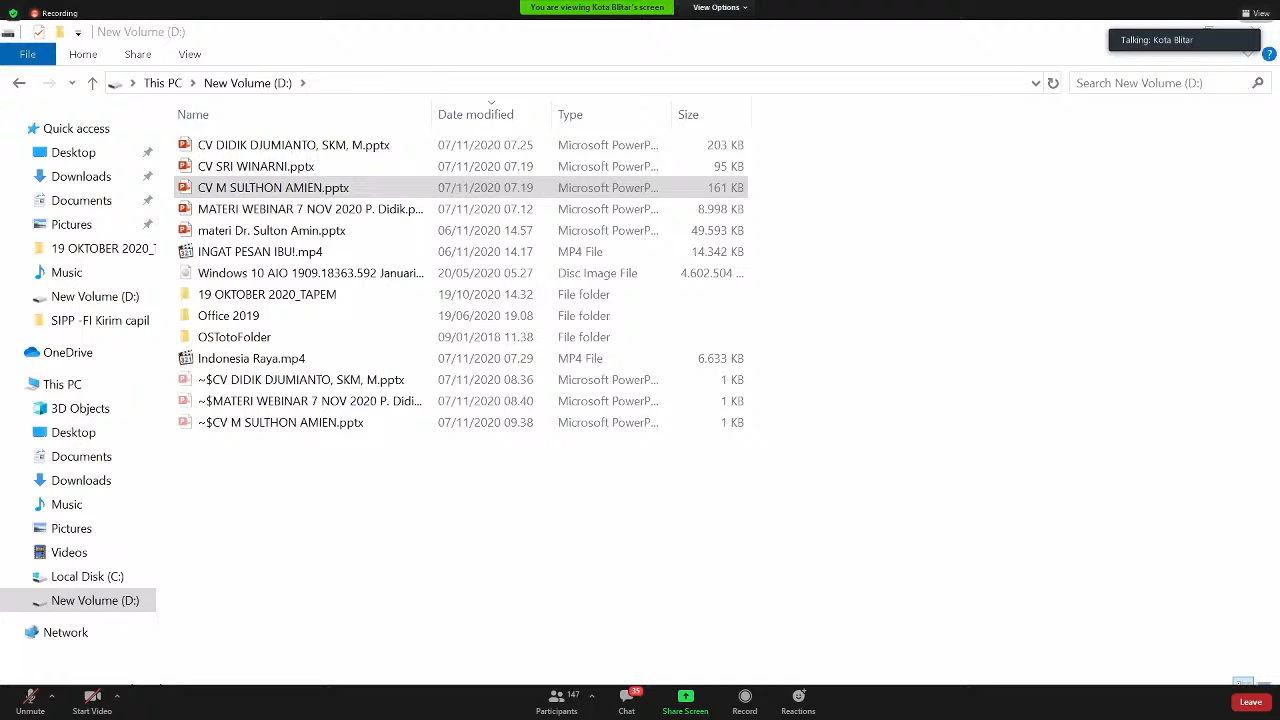 Recording
You are viewing Kota Blitar's screen
View Options
View
New Volume (D:)
Talking: Kota Blitar
File
Home
Share
View
This PC
New Volume (D:)
Search New Volume (D:)
Name
Date modified
Type
Size
Quick access
Desktop
Downloads
Documents
Pictures
19 OKTOBER 2020_T
Music
New Volume (D:)
SIPP -FI Kirim capil
OneDrive
This PC
3D Objects
Desktop
Documents
Downloads
Music
Pictures
Videos
Local Disk (C:)
New Volume (D:)
Network
CV DIDIK DJUMIANTO, SKM, M.pptx 07/11/2020 07.25 Microsoft PowerP... 203 KB
CV SRI WINARNI.pptx 07/11/2020 07.19 Microsoft PowerP... 95 KB
CV M SULTHON AMIEN.pptx 07/11/2020 07.19 Microsoft PowerP... 161 KB
MATERI WEBINAR 7 NOV 2020 P. Didik.p... 07/11/2020 07.12 Microsoft PowerP... 8.998 KB
materi Dr. Sulton Amin.pptx 06/11/2020 14.57 Microsoft PowerP... 49.593 KB
INGAT PESAN IBU!.mp4 06/11/2020 14.17 MP4 File 14.342 KB
Windows 10 AIO 1909.18363.592 Januari... 20/05/2020 05.27 Disc Image File 4.602.504 ...
19 OKTOBER 2020_TAPEM 19/10/2020 14.32 File folder
Office 2019 19/06/2020 19.08 File folder
OSTotoFolder 09/01/2018 11.38 File folder
Indonesia Raya.mp4 07/11/2020 07.29 MP4 File 6.633 KB
~$CV DIDIK DJUMIANTO, SKM, M.pptx 07/11/2020 08.36 Microsoft PowerP... 1 KB
~$MATERI WEBINAR 7 NOV 2020 P. Didi... 07/11/2020 08.40 Microsoft PowerP... 1 KB
~$CV M SULTHON AMIEN.pptx 07/11/2020 09.38 Microsoft PowerP... 1 KB
Unmute
Start Video
147
Participants
35
Chat
Share Screen
Record
Reactions
Leave